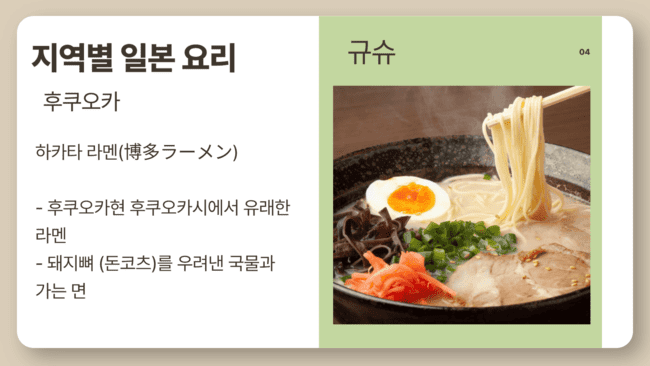 지역별 일본 요리
후쿠오카
하카타 라멘(博多ラーメン)
- 후쿠오카현 후쿠오카시에서 유래한
라멘
- 돼지뼈 (돈코츠)를 우려낸 국물과
가는 면
규슈
04